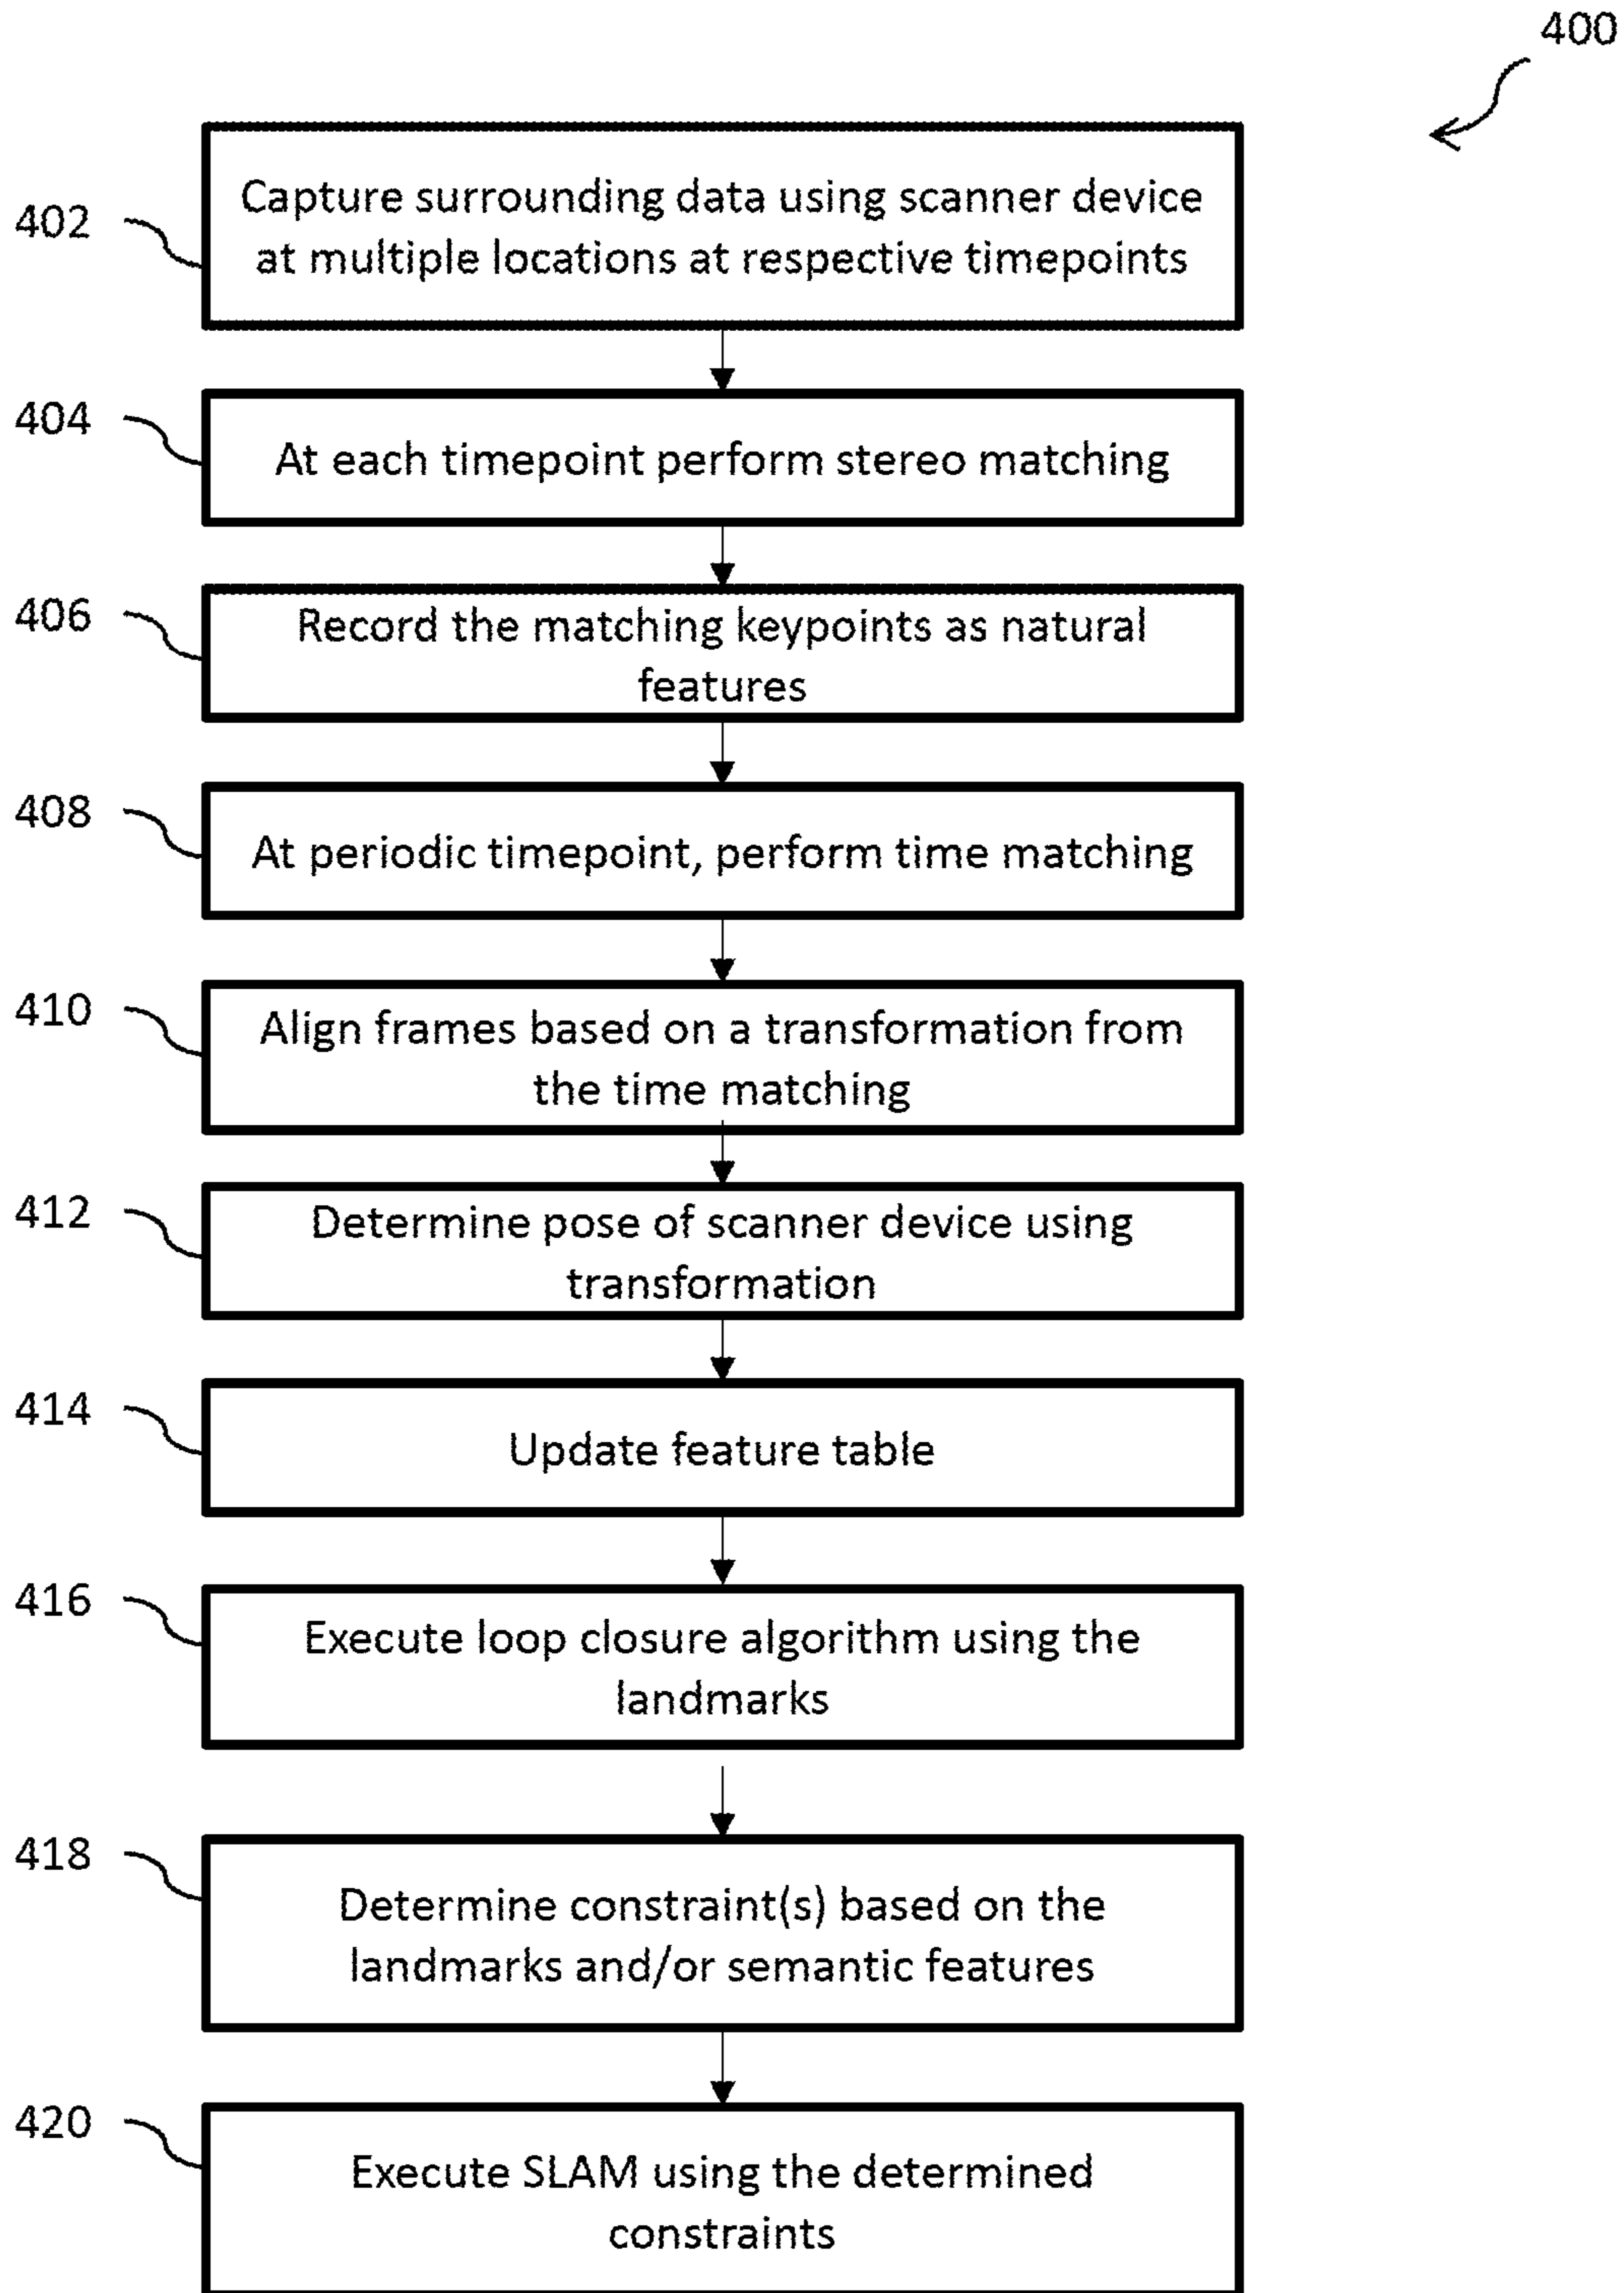 400
402
Capture surrounding data using scanner device
at multiple locations at respective timepoints
404
At each timepoint perform stereo matching
406
Record the matching keypoints as natural
features
408
At periodic timepoint, perform time matching
410
Align frames based on a transformation from
the time matching
412
Determine pose of scanner device using
transformation
414
Update feature table
416
Execute loop closure algorithm using the
landmarks
418
Determine constraint(s) based on the
landmarks and/or semantic features
420
Execute SLAM using the determined
constraints